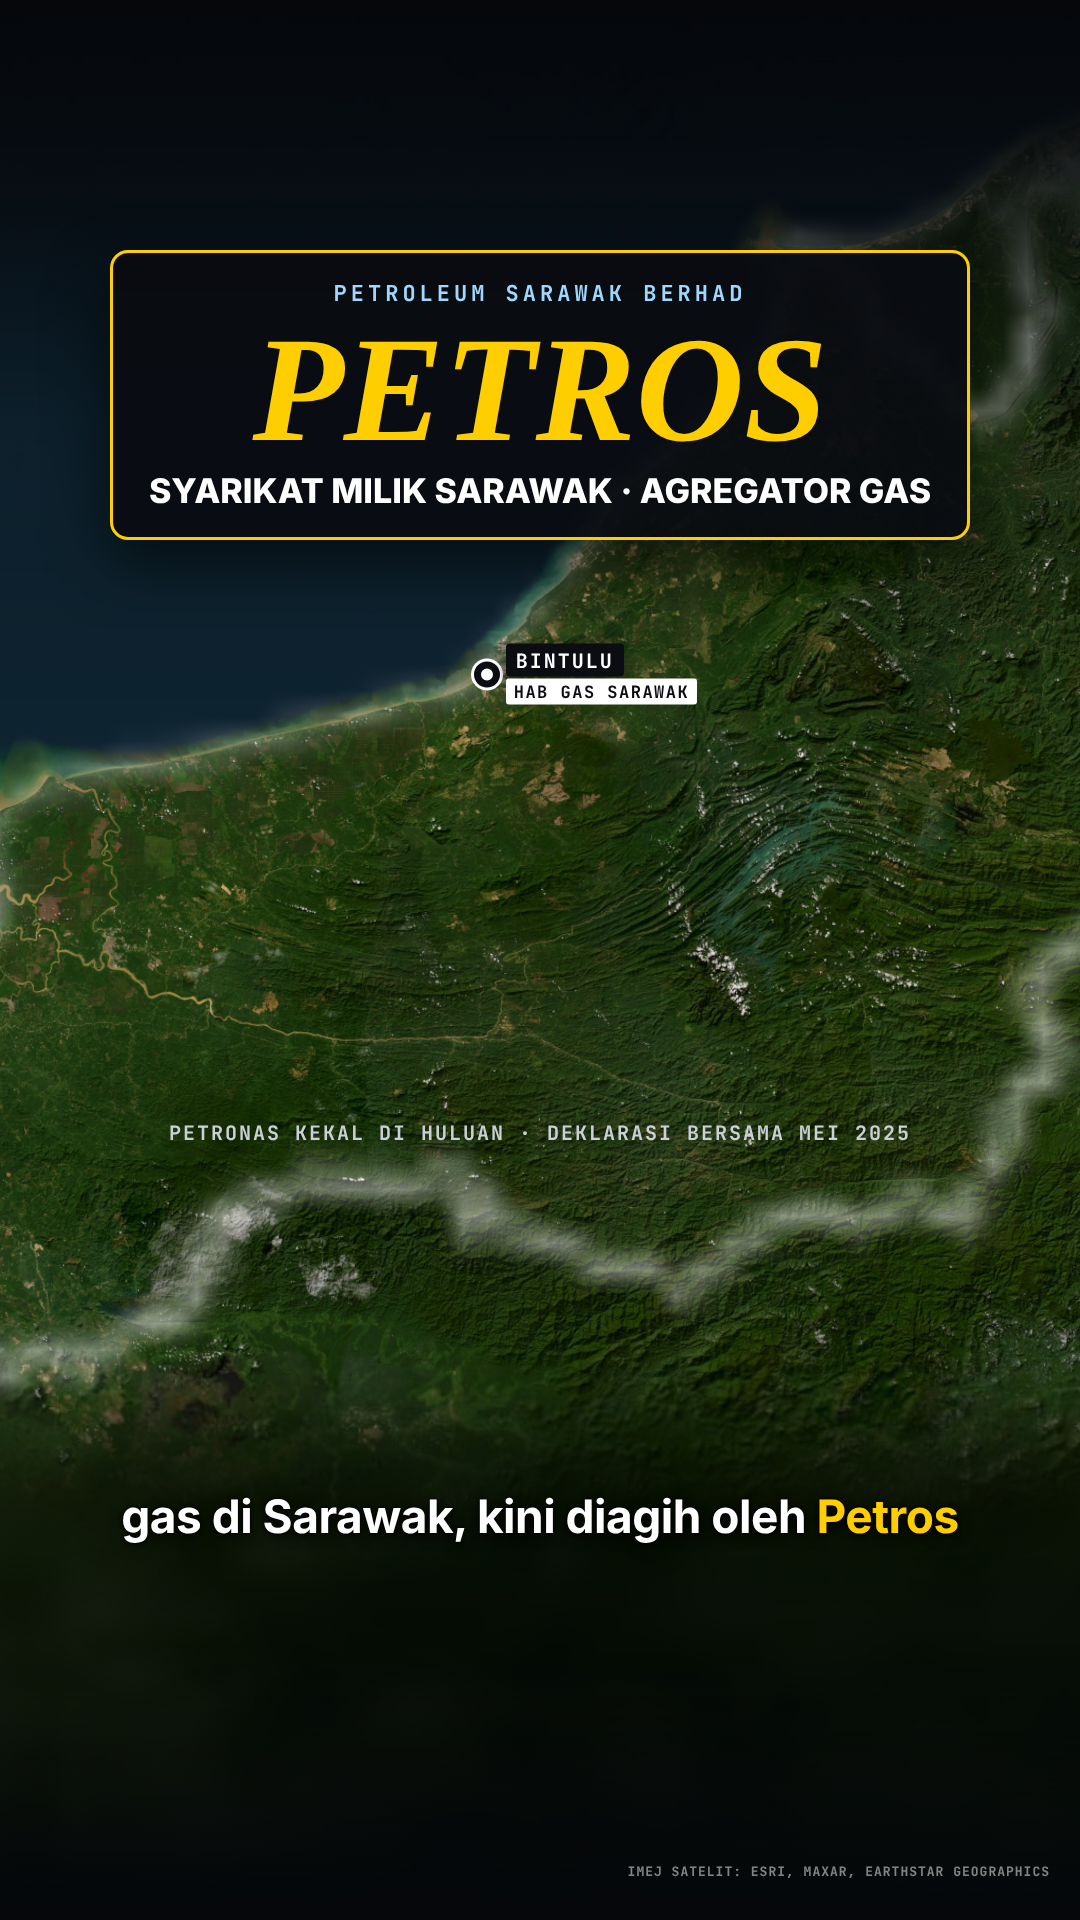 PETROLEUM SARAWAK BERHAD
PETROS
SYARIKAT MILIK SARAWAK · AGREGATOR GAS
BINTULU
HAB GAS SARAWAK
PETRONAS KEKAL DI HULUAN · DEKLARASI BERSAMA MEI 2025
gas di Sarawak, kini diagih oleh Petros
IMEJ SATELIT: ESRI, MAXAR, EARTHSTAR GEOGRAPHICS